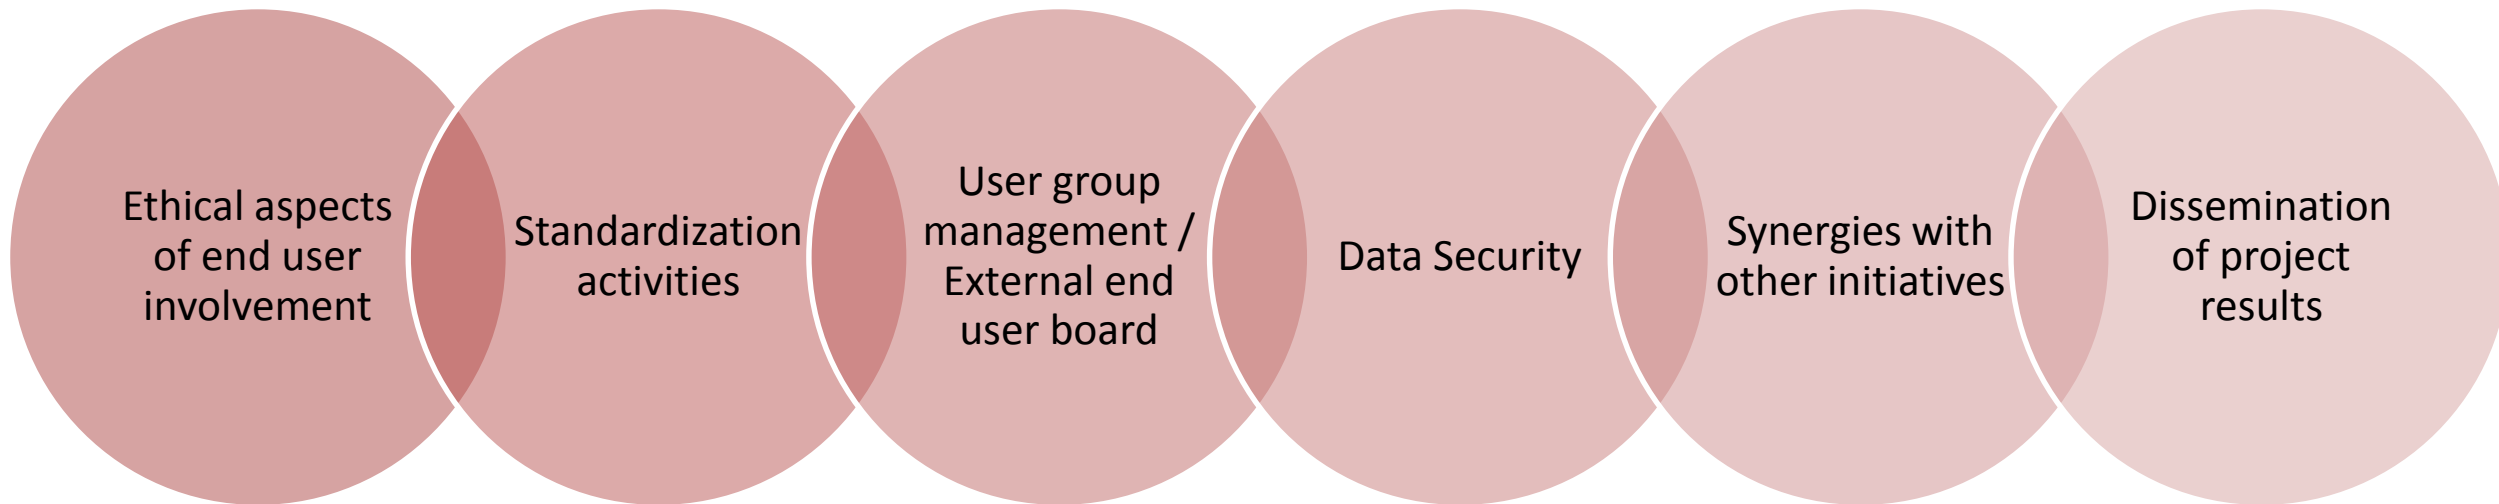 Ethical aspects
of end user
involvement
Standardization
activities
User group
management /
External end
user board
Data Security
Synergies with
other initiatives
Dissemination
of project
results